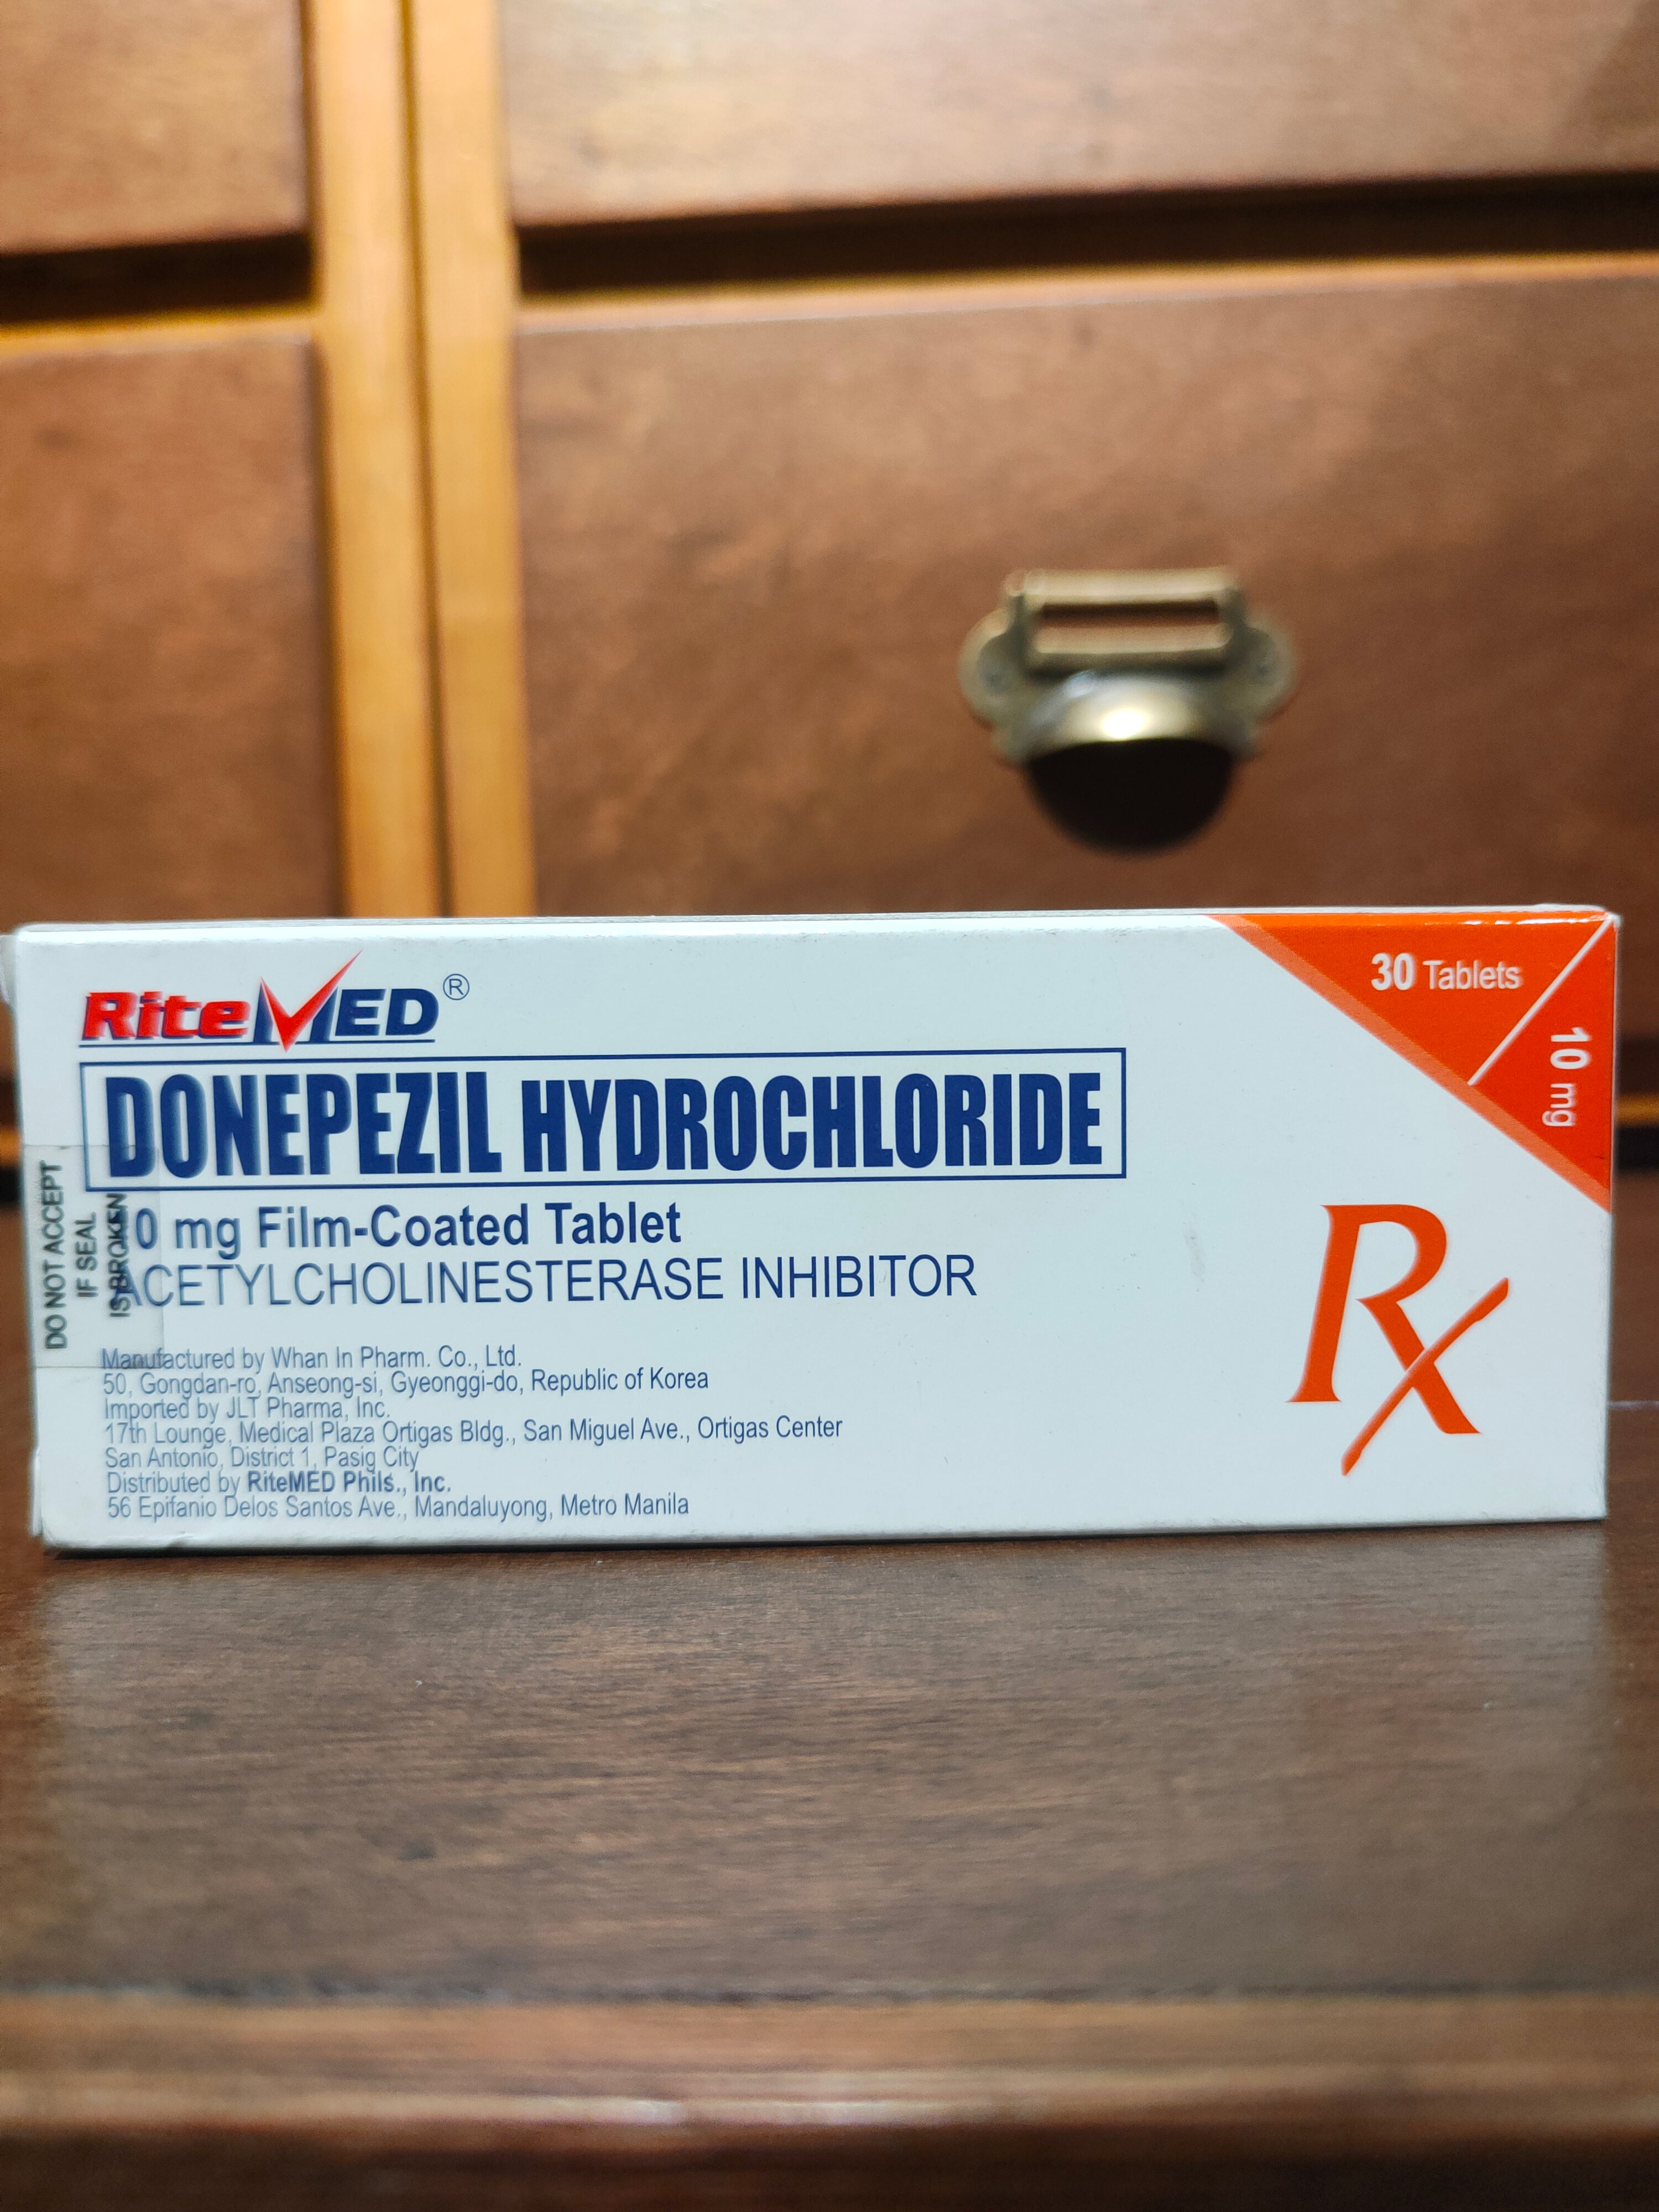 RiteMED®
30 Tablets
10 mg
DONEPEZIL HYDROCHLORIDE
10 mg Film-Coated Tablet
ACETYLCHOLINESTERASE INHIBITOR
DO NOT ACCEPT
IF SEAL
IS BROKEN
Rx
Manufactured by Whan In Pharm. Co., Ltd.
50, Gongdan-ro, Anseong-si, Gyeonggi-do, Republic of Korea
Imported by JLT Pharma, Inc.
17th Lounge, Medical Plaza Ortigas Bldg., San Miguel Ave., Ortigas Center
San Antonio, District 1, Pasig City
Distributed by RiteMED Phils., Inc.
56 Epifanio Delos Santos Ave., Mandaluyong, Metro Manila